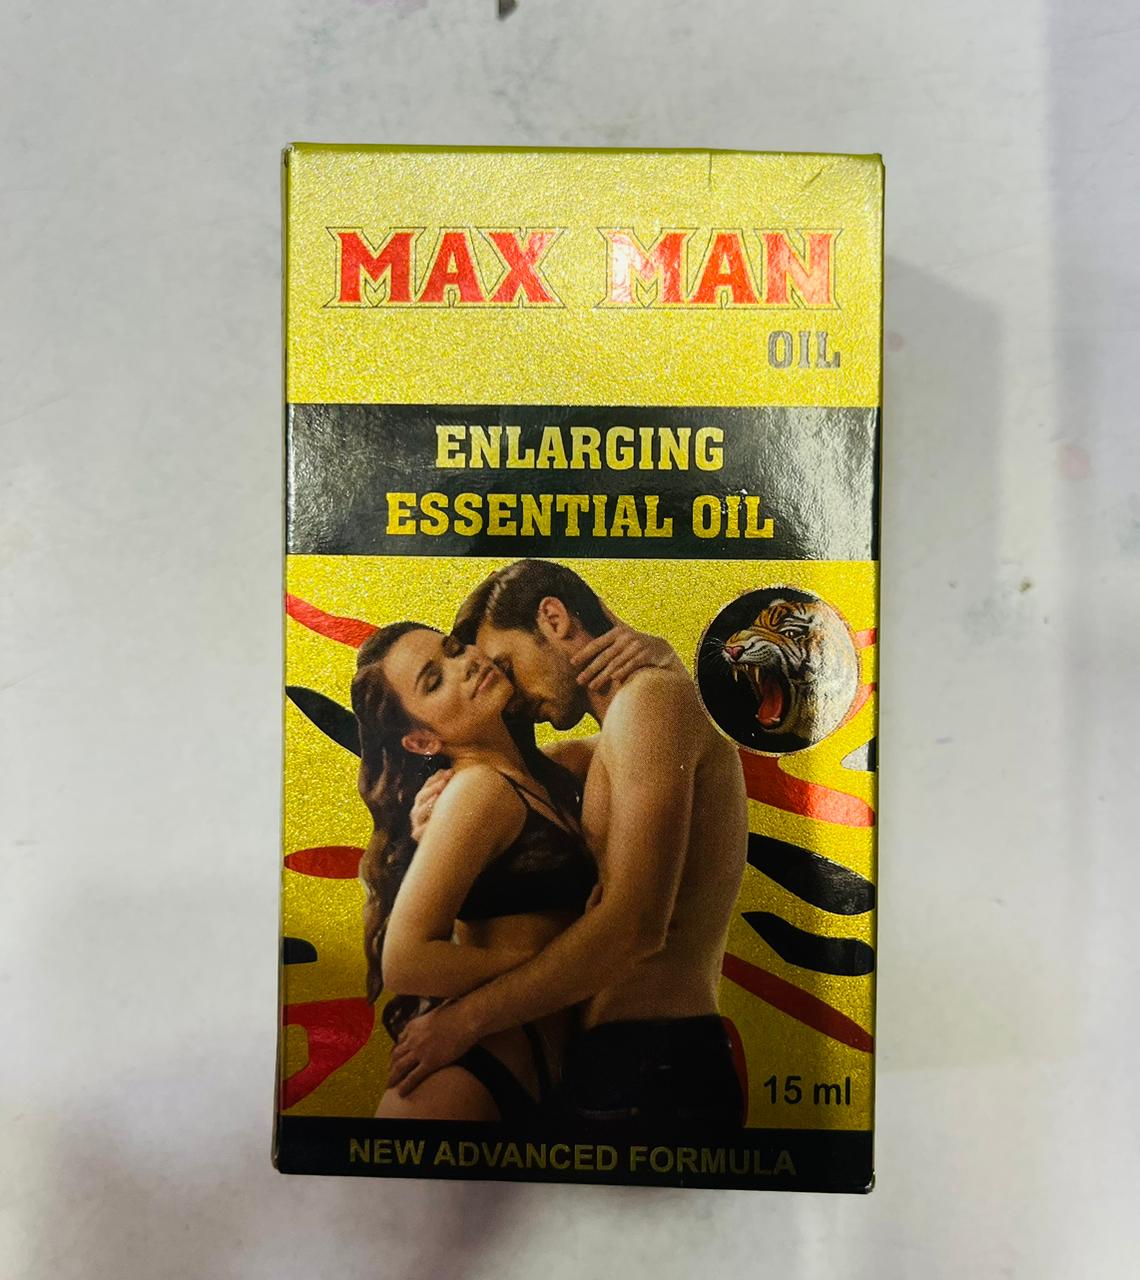 MAX MAN
OIL
ENLARGING
ESSENTIAL OIL
15 ml
NEW ADVANCED FORMULA